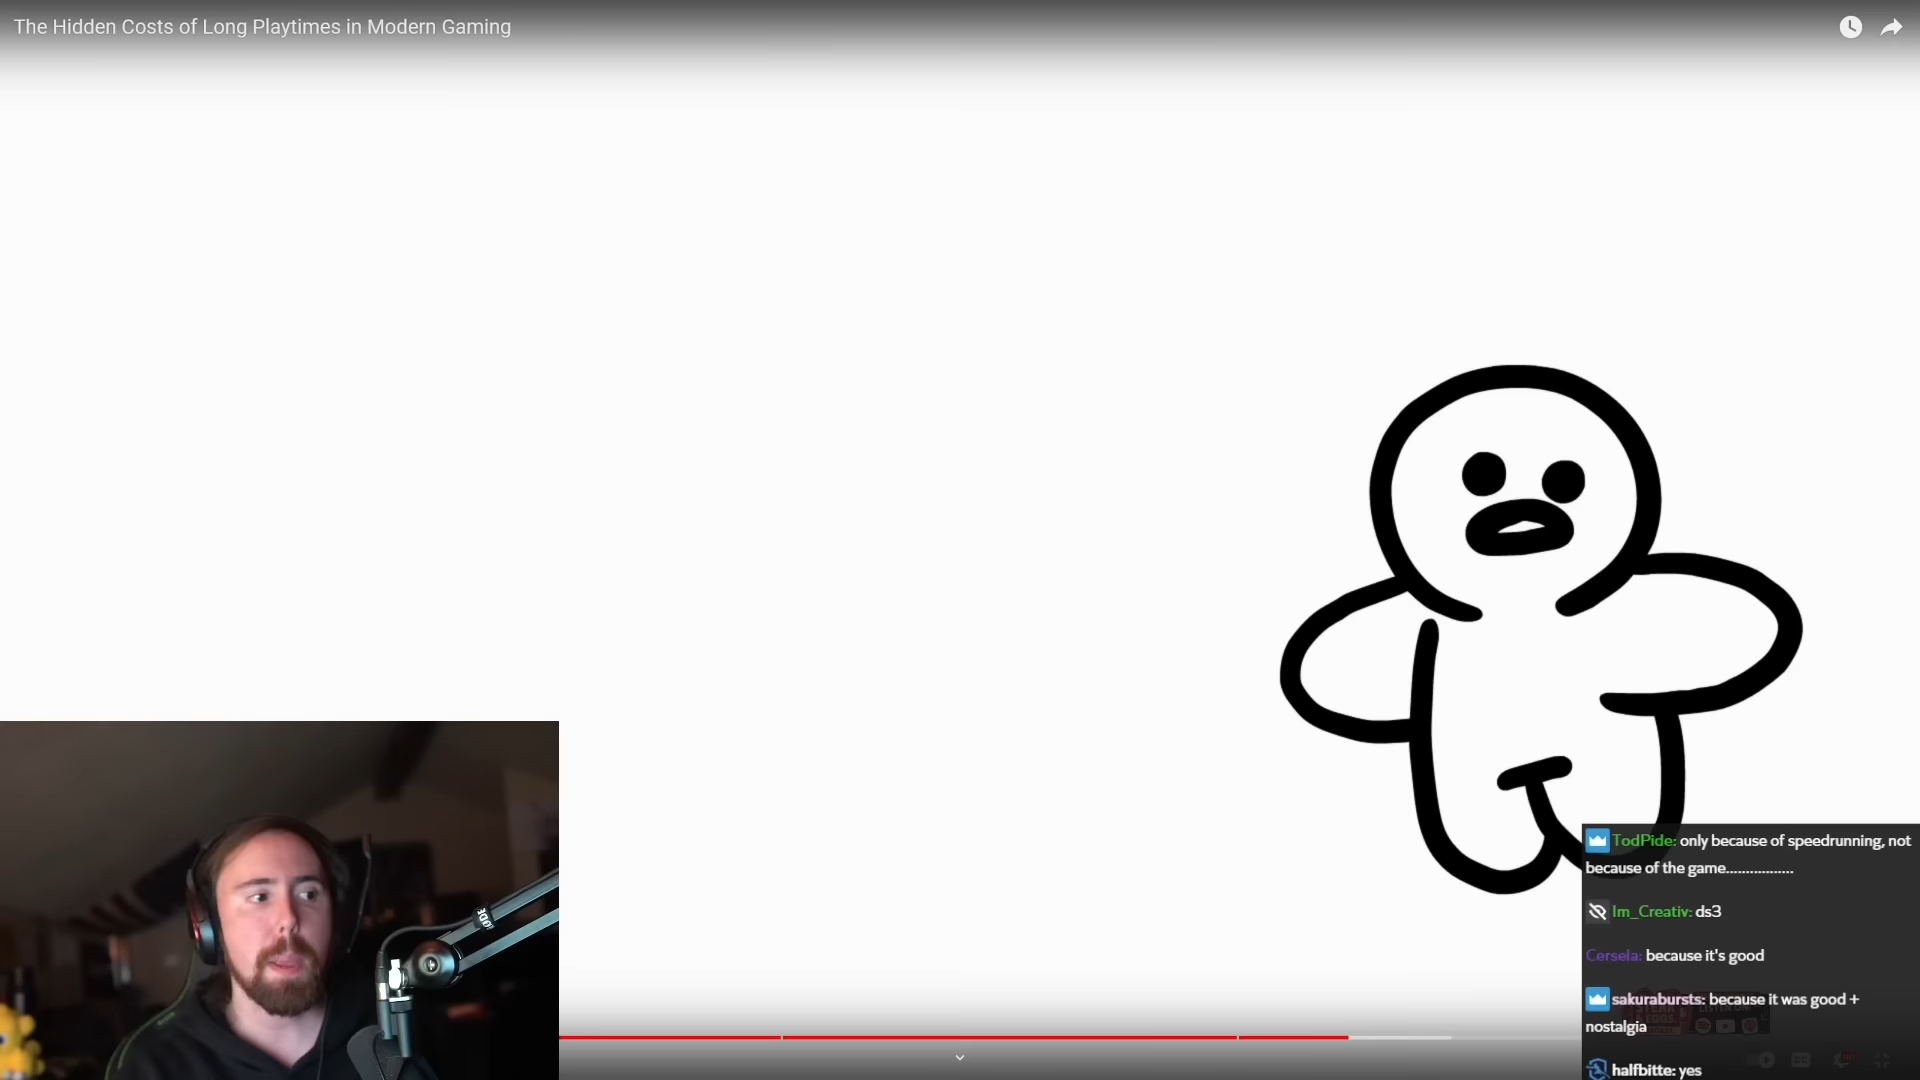 The Hidden Costs of Long Playtimes in Modern Gaming
TodPide: only because of speedrunning, not
because of the game.................
Im_Creativ: ds3
Cersela: because it's good
sakurabursts: because it was good +
nostalgia
halfbitte: yes